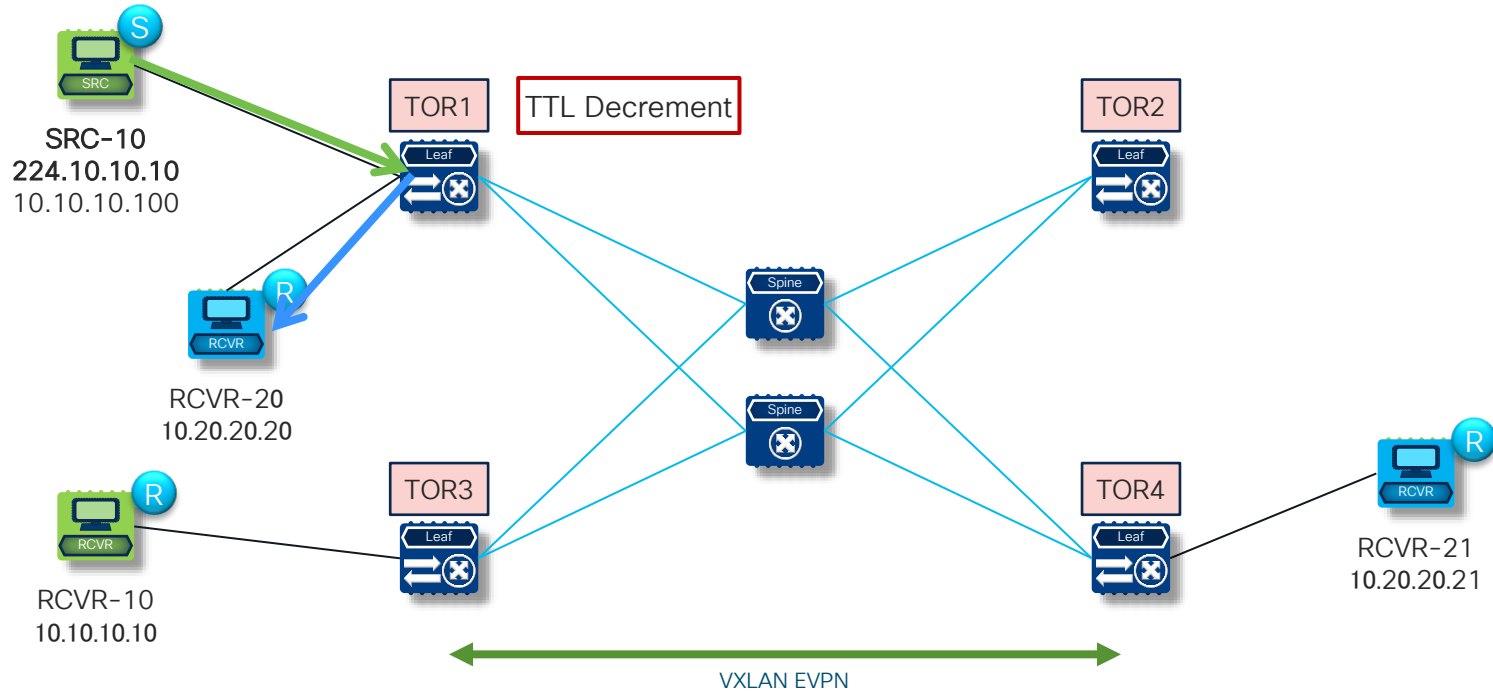 S
SRC
SRC-10
224.10.10.10
10.10.10.100
TOR1
TTL Decrement
Leaf
TOR2
Leaf
R
RCVR
RCVR-20
10.20.20.20
Spine
Spine
R
RCVR
RCVR-10
10.10.10.10
TOR3
Leaf
TOR4
Leaf
R
RCVR
RCVR-21
10.20.20.21
VXLAN EVPN